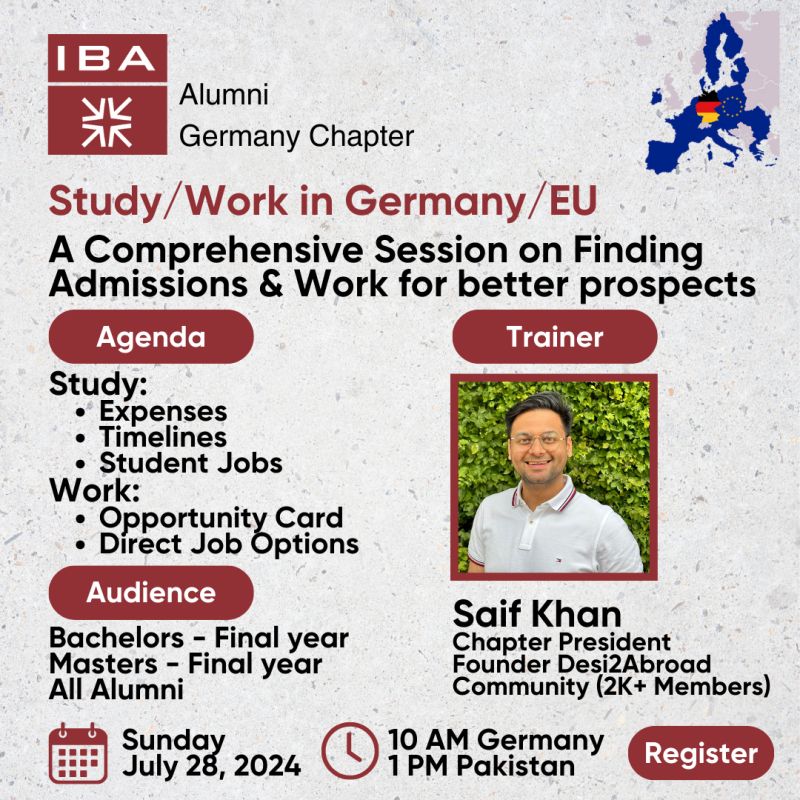 IBA
Alumni
Germany Chapter
Study/Work in Germany/EU
A Comprehensive Session on Finding
Admissions & Work for better prospects
Agenda
Study:
• Expenses
• Timelines
• Student Jobs
Work:
• Opportunity Card
• Direct Job Options
Audience
Bachelors - Final year
Masters - Final year
All Alumni
Trainer
Saif Khan
Chapter President
Founder Desi2Abroad
Community (2K+ Members)
Sunday
July 28, 2024
10 AM Germany
1 PM Pakistan
Register